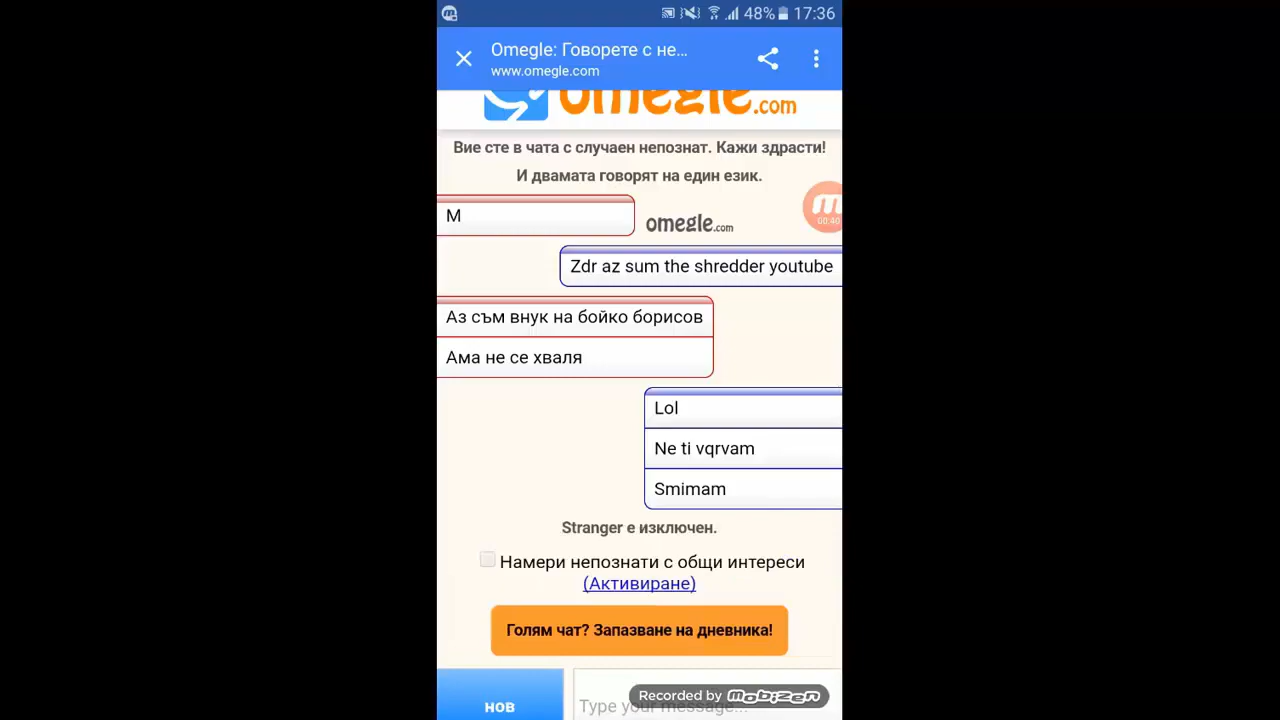 48% 17:36
Omegle: Говорете с не...
www.omegle.com
omegle.com
Вие сте в чата с случаен непознат. Кажи здрасти!
И двамата говорят на един език.
М
omegle.com
00:40
Zdr az sum the shredder youtube
Аз съм внук на бойко борисов
Ама не се хваля
Lol
Ne ti vqrvam
Smimam
Stranger е изключен.
Намери непознати с общи интереси
(Активиране)
Голям чат? Запазване на дневника!
нов
Type your message...
Recorded by Mobizen